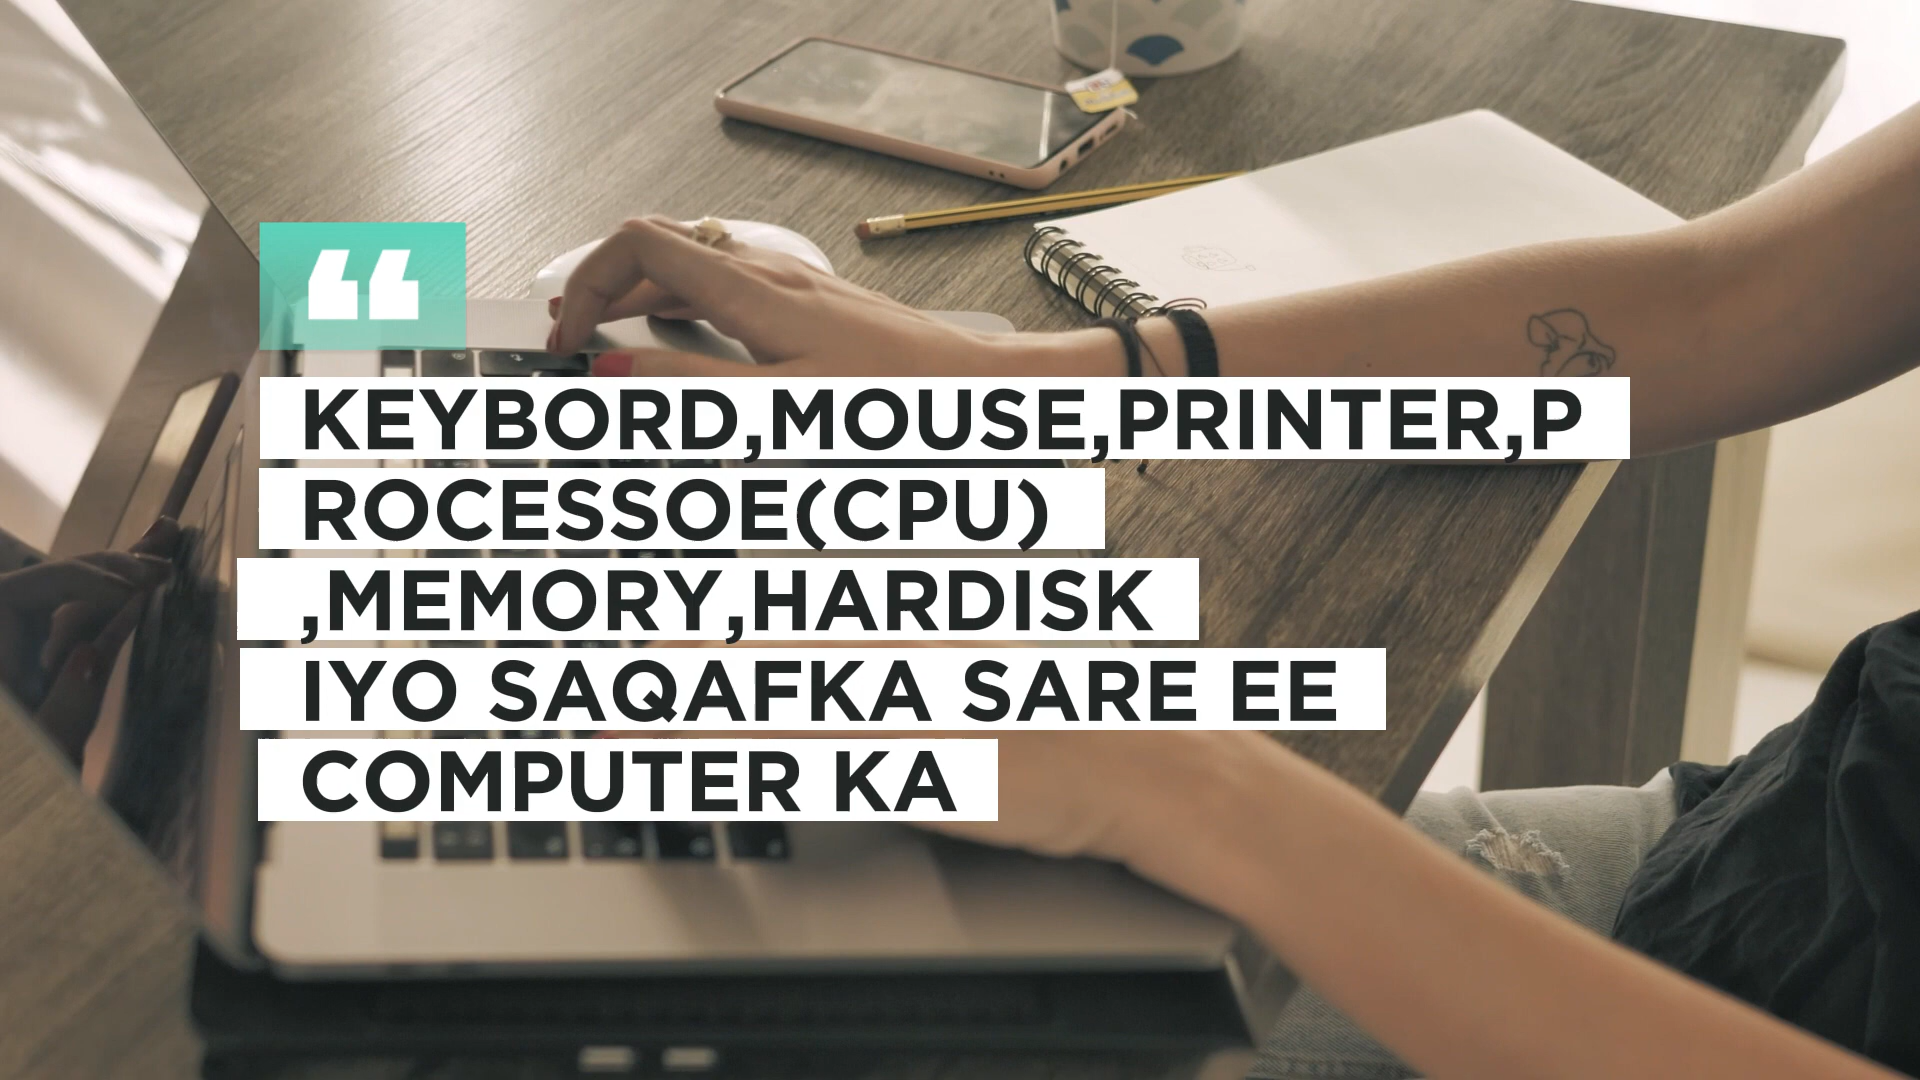 “
KEYBORD,MOUSE,PRINTER,P
ROCESSOE(CPU)
,MEMORY,HARDISK
IYO SAQAFKA SARE EE
COMPUTER KA